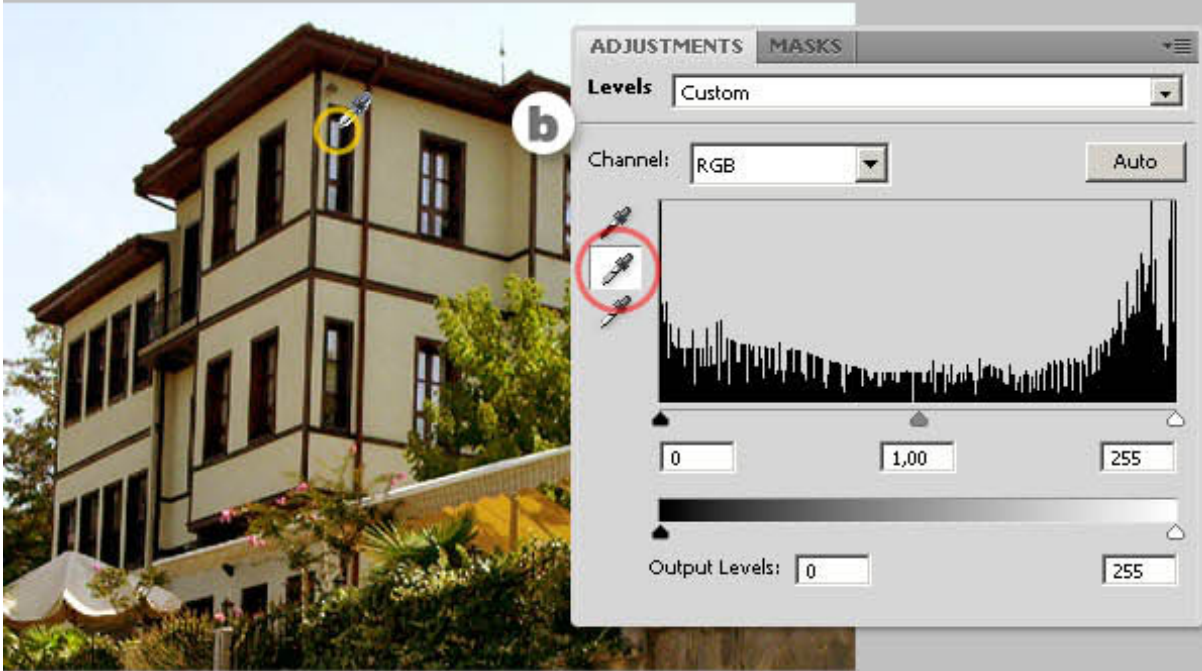 ADJUSTMENTS MASKS
Levels Custom
b
Channel: RGB Auto
0 1,00 255
Output Levels: 0 255